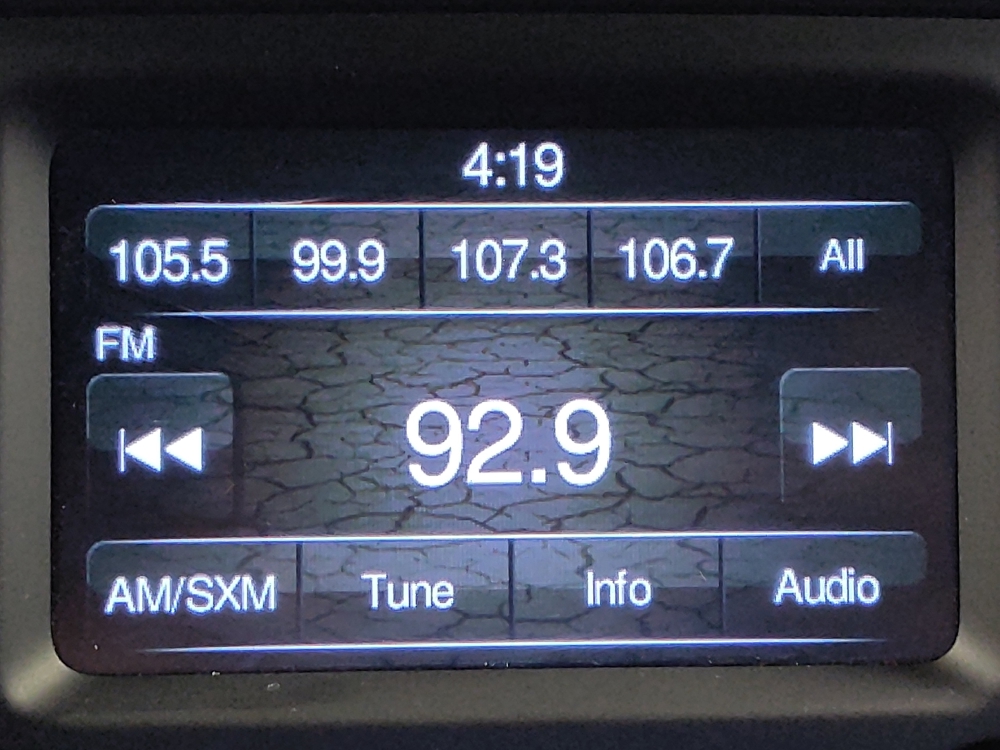 4:19
105.5 99.9 107.3 106.7 All
FM
92.9
AM/SXM Tune Info Audio